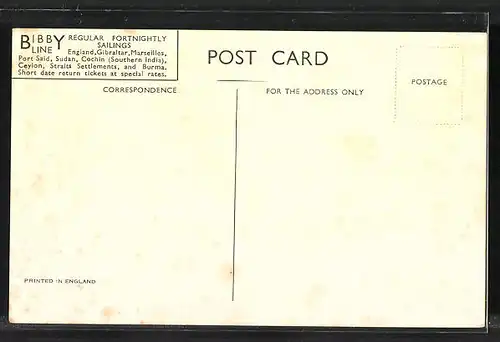 BIBBY LINE REGULAR FORTNIGHTLY
SAILINGS
England, Gibraltar, Marseilles,
Port Said, Sudan, Cochin (Southern India),
Ceylon, Straits Settlements, and Burma.
Short date return tickets at special rates.
POST CARD
CORRESPONDENCE
FOR THE ADDRESS ONLY
POSTAGE
PRINTED IN ENGLAND